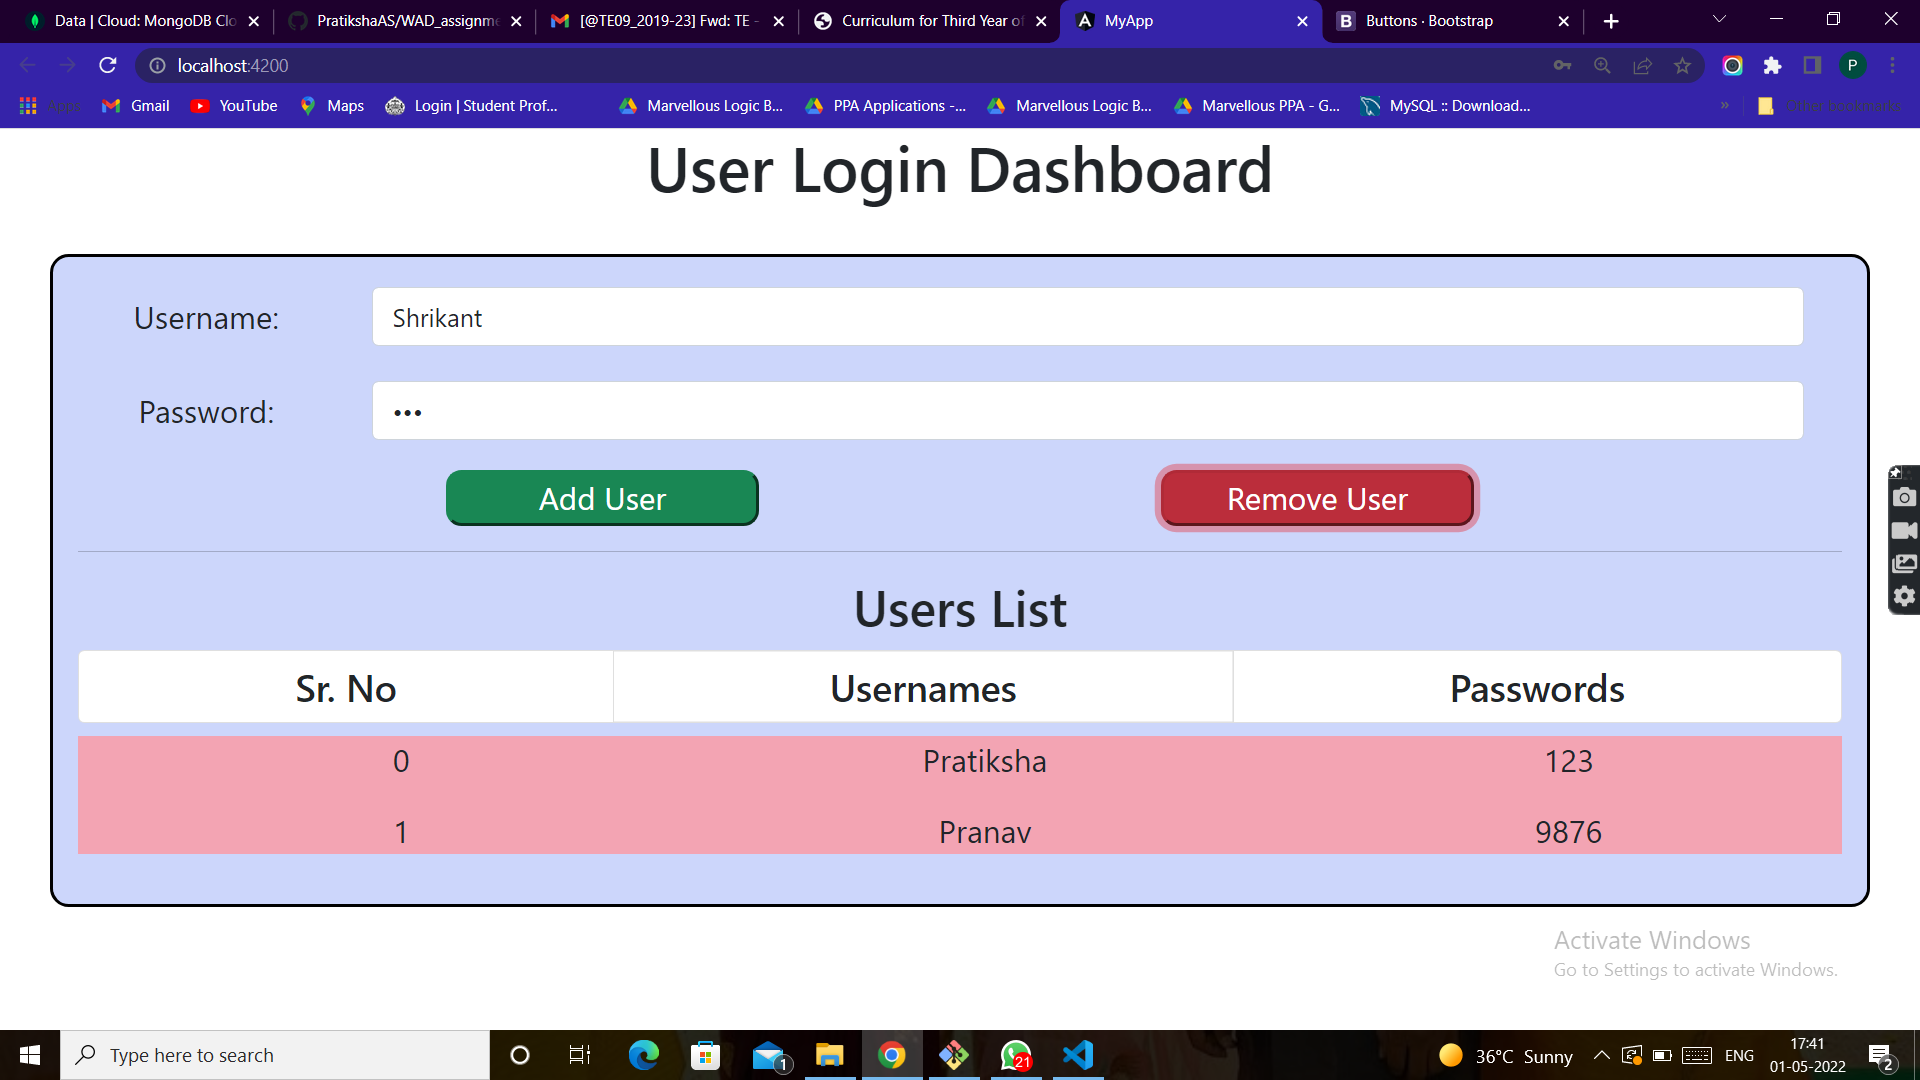 Data | Cloud: MongoDB Clo
PratikshaAS/WAD_assignme
[@TE09_2019-23] Fwd: TE -
Curriculum for Third Year of
MyApp
Buttons · Bootstrap
localhost:4200
P
Apps
Gmail
YouTube
Maps
Login | Student Prof...
Marvellous Logic B...
PPA Applications -...
Marvellous Logic B...
Marvellous PPA - G...
MySQL :: Download...
»
Other bookmarks
User Login Dashboard
Username:
Shrikant
Password:
•••
Add User
Remove User
Users List
Sr. No Usernames Passwords
0 Pratiksha 123
1 Pranav 9876
Activate Windows
Go to Settings to activate Windows.
Type here to search
1
21
36°C Sunny
ENG
17:41
01-05-2022
2